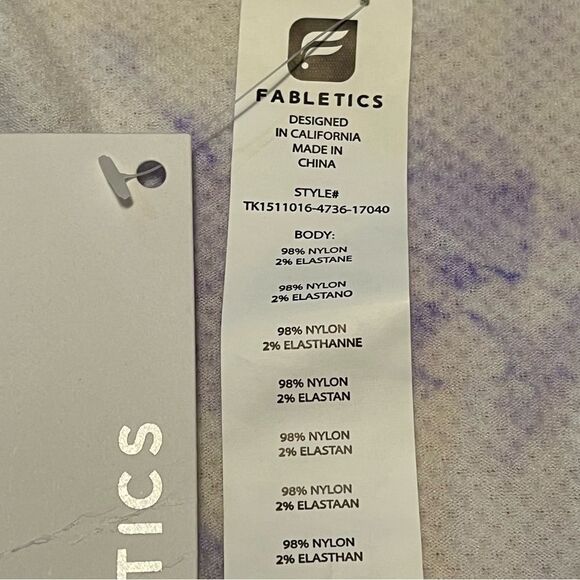 FABLETICS
DESIGNED
IN CALIFORNIA
MADE IN
CHINA
STYLE#
TK1511016-4736-17040
BODY:
98% NYLON
2% ELASTANE
98% NYLON
2% ELASTANO
98% NYLON
2% ELASTHANNE
98% NYLON
2% ELASTAN
98% NYLON
2% ELASTAN
98% NYLON
2% ELASTAAN
98% NYLON
2% ELASTHAN
TICS